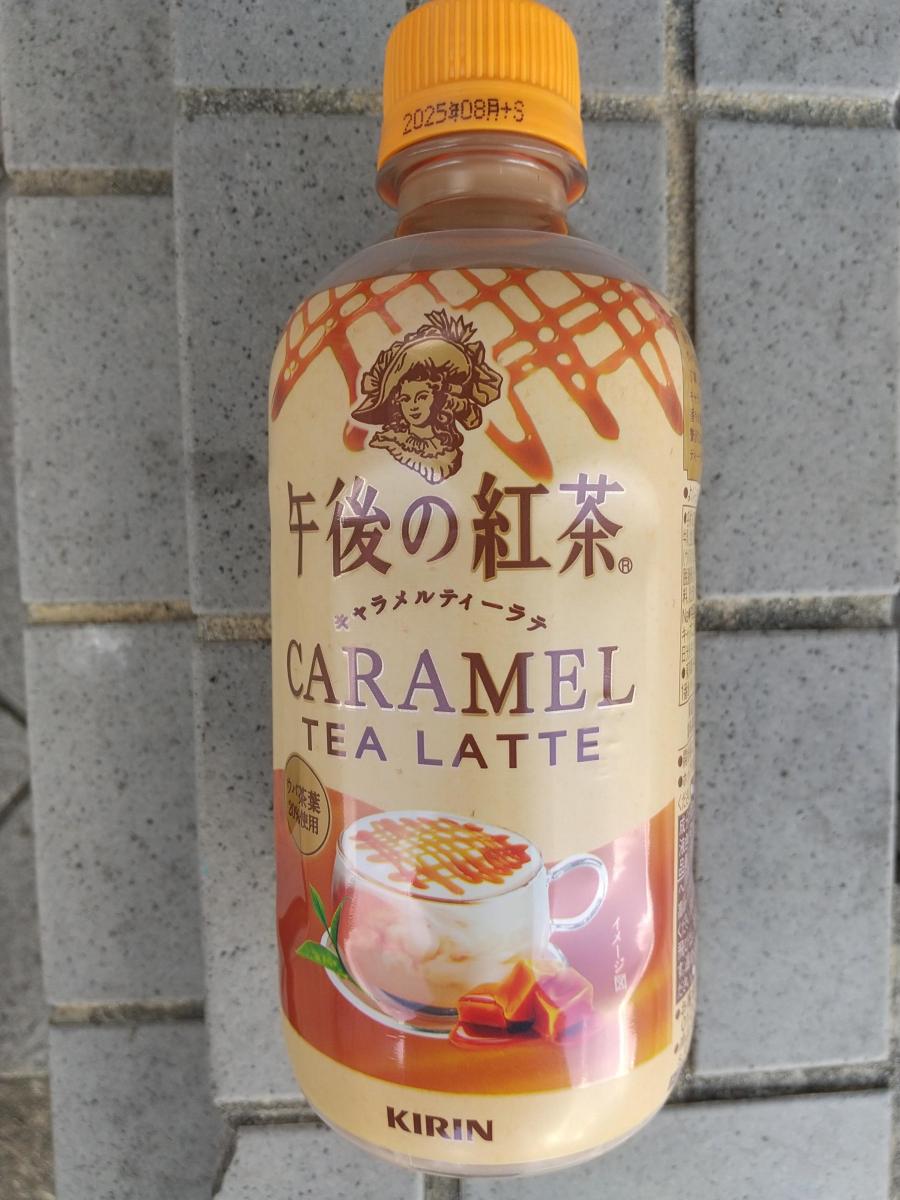 2025年08月+S
午後の紅茶®
キャラメルティーラテ
CARAMEL
TEA LATTE
ウバ茶葉
20%使用
イメージ図
KIRIN